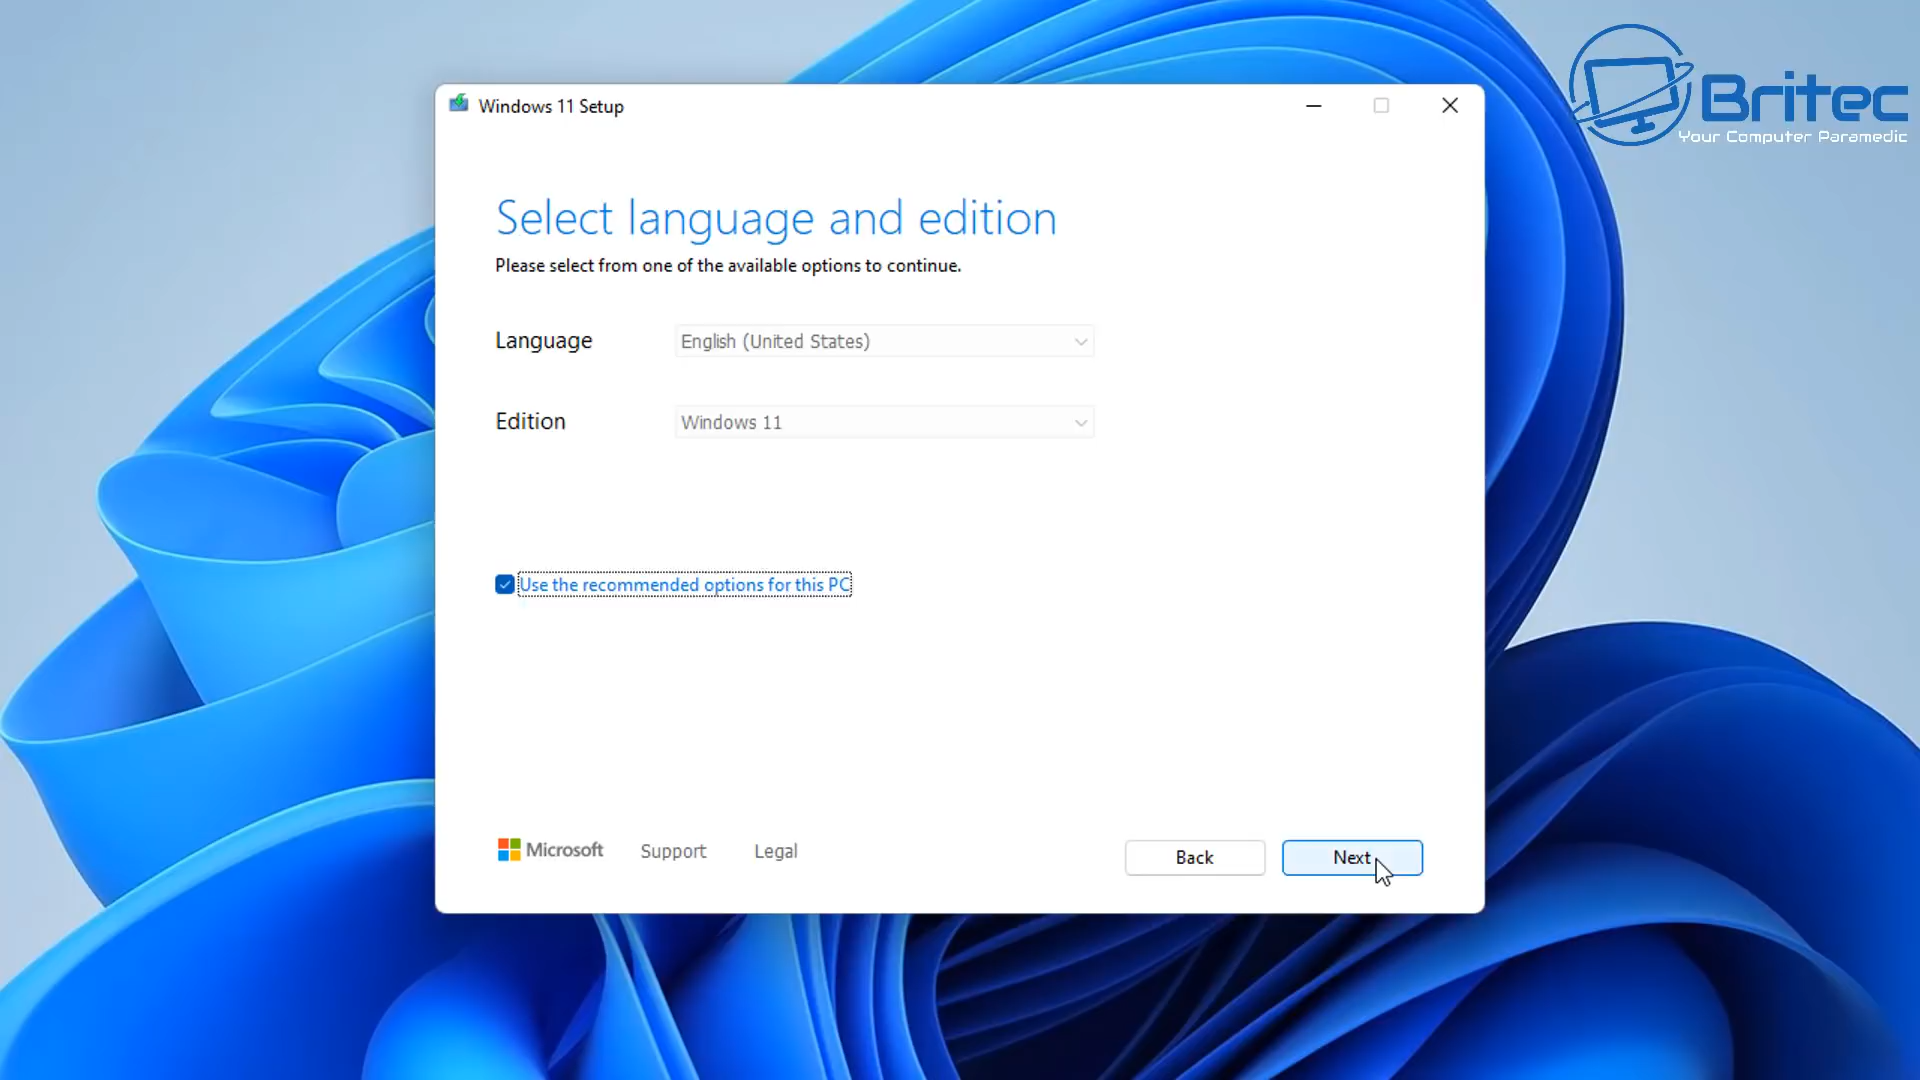 Windows 11 Setup
Britec
Your Computer Paramedic
Select language and edition
Please select from one of the available options to continue.
Language
English (United States)
Edition
Windows 11
Use the recommended options for this PC
Microsoft
Support
Legal
Back
Next